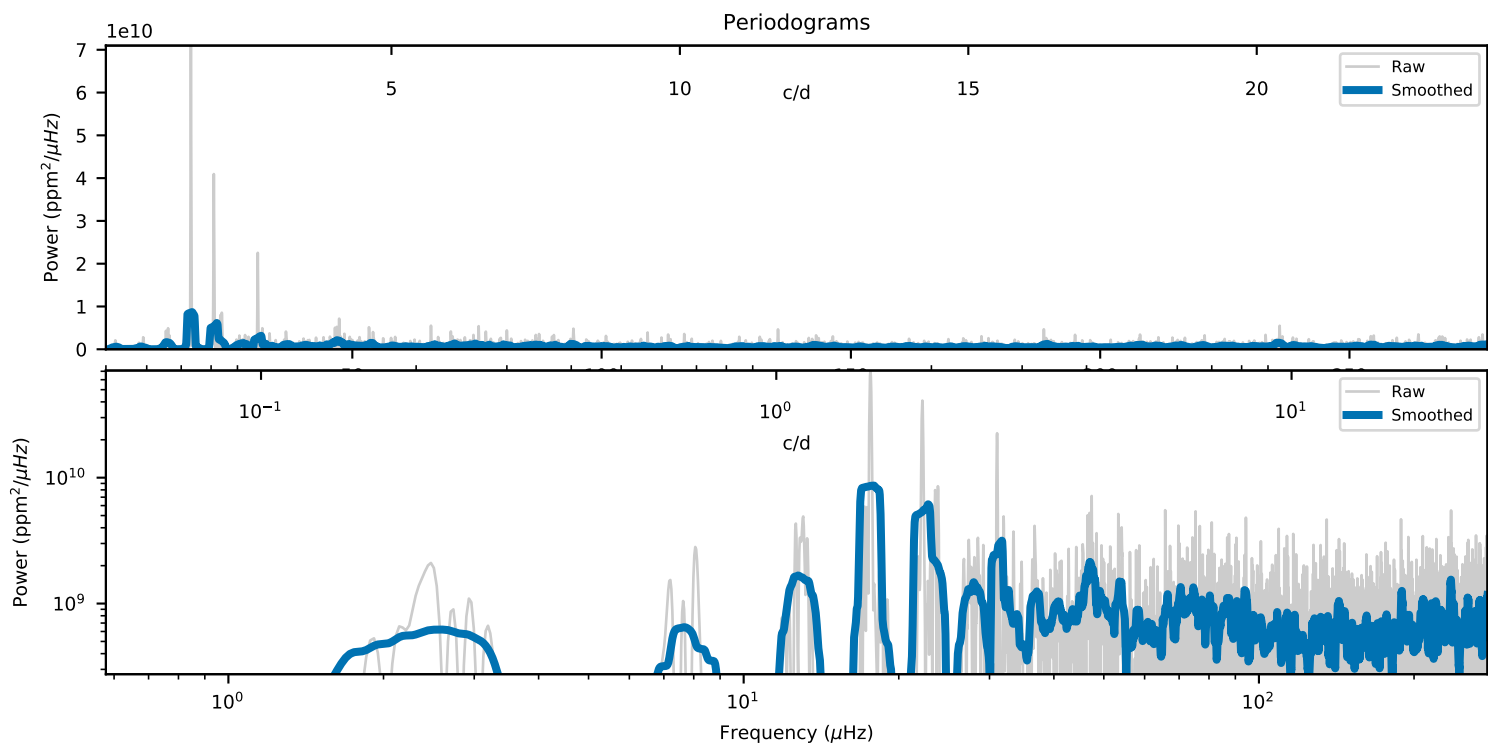 Periodograms
1e10
7
6
5
4
3
2
1
0
Power (ppm²/μHz)
5 10 15 20
c/d
Raw
Smoothed
10⁻¹ 10⁰ 10¹
c/d
Raw
Smoothed
10¹⁰
10⁹
Power (ppm²/μHz)
10⁰ 10¹ 10²
Frequency (μHz)